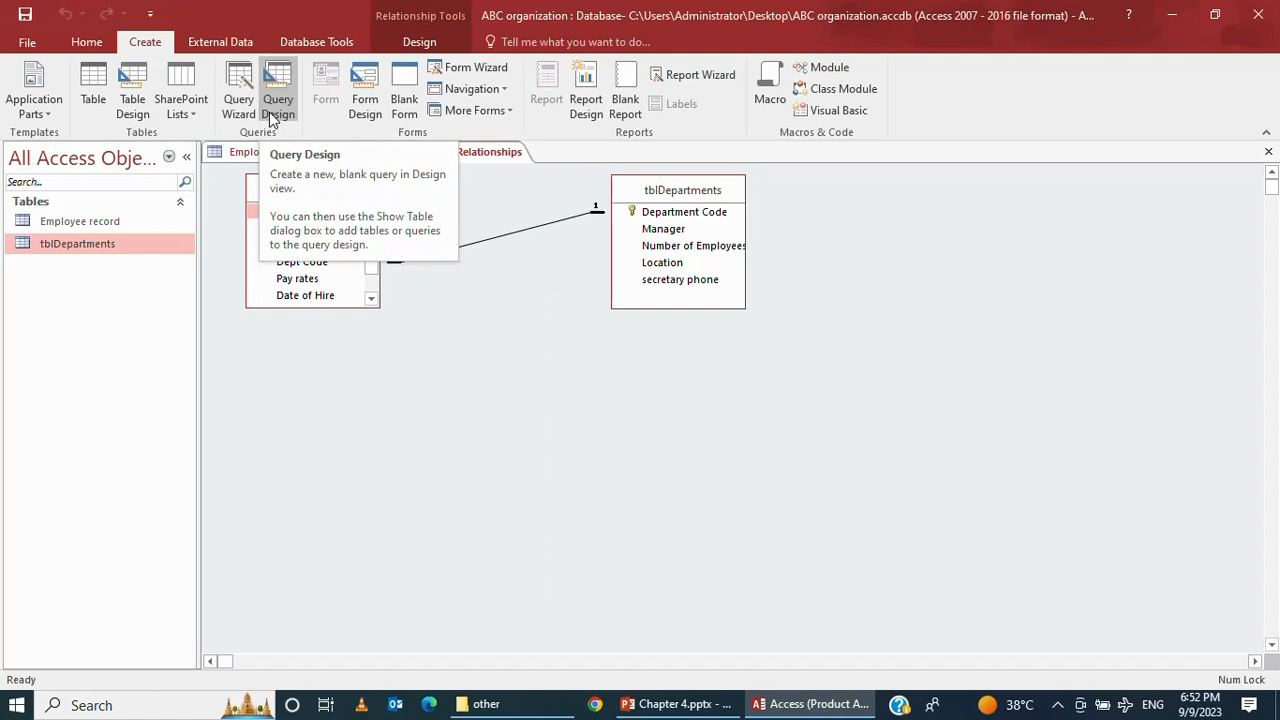 Relationship Tools
ABC organization : Database- C:\Users\Administrator\Desktop\ABC organization.accdb (Access 2007 - 2016 file format) - A...
File
Home
Create
External Data
Database Tools
Design
Tell me what you want to do...
Application Parts
Table
Table Design
SharePoint Lists
Query Wizard
Query Design
Form
Form Design
Blank Form
Form Wizard
Navigation
More Forms
Report
Report Design
Blank Report
Report Wizard
Labels
Macro
Module
Class Module
Visual Basic
Templates
Tables
Queries
Forms
Reports
Macros & Code
All Access Obje...
Search...
Tables
Employee record
tblDepartments
Emplo
Relationships
Query Design
Create a new, blank query in Design
view.
You can then use the Show Table
dialog box to add tables or queries
to the query design.
Dept Code
Pay rates
Date of Hire
1
tblDepartments
Department Code
Manager
Number of Employees
Location
secretary phone
Ready
Num Lock
Search
other
Chapter 4.pptx - ...
Access (Product A...
38°C
ENG
6:52 PM
9/9/2023